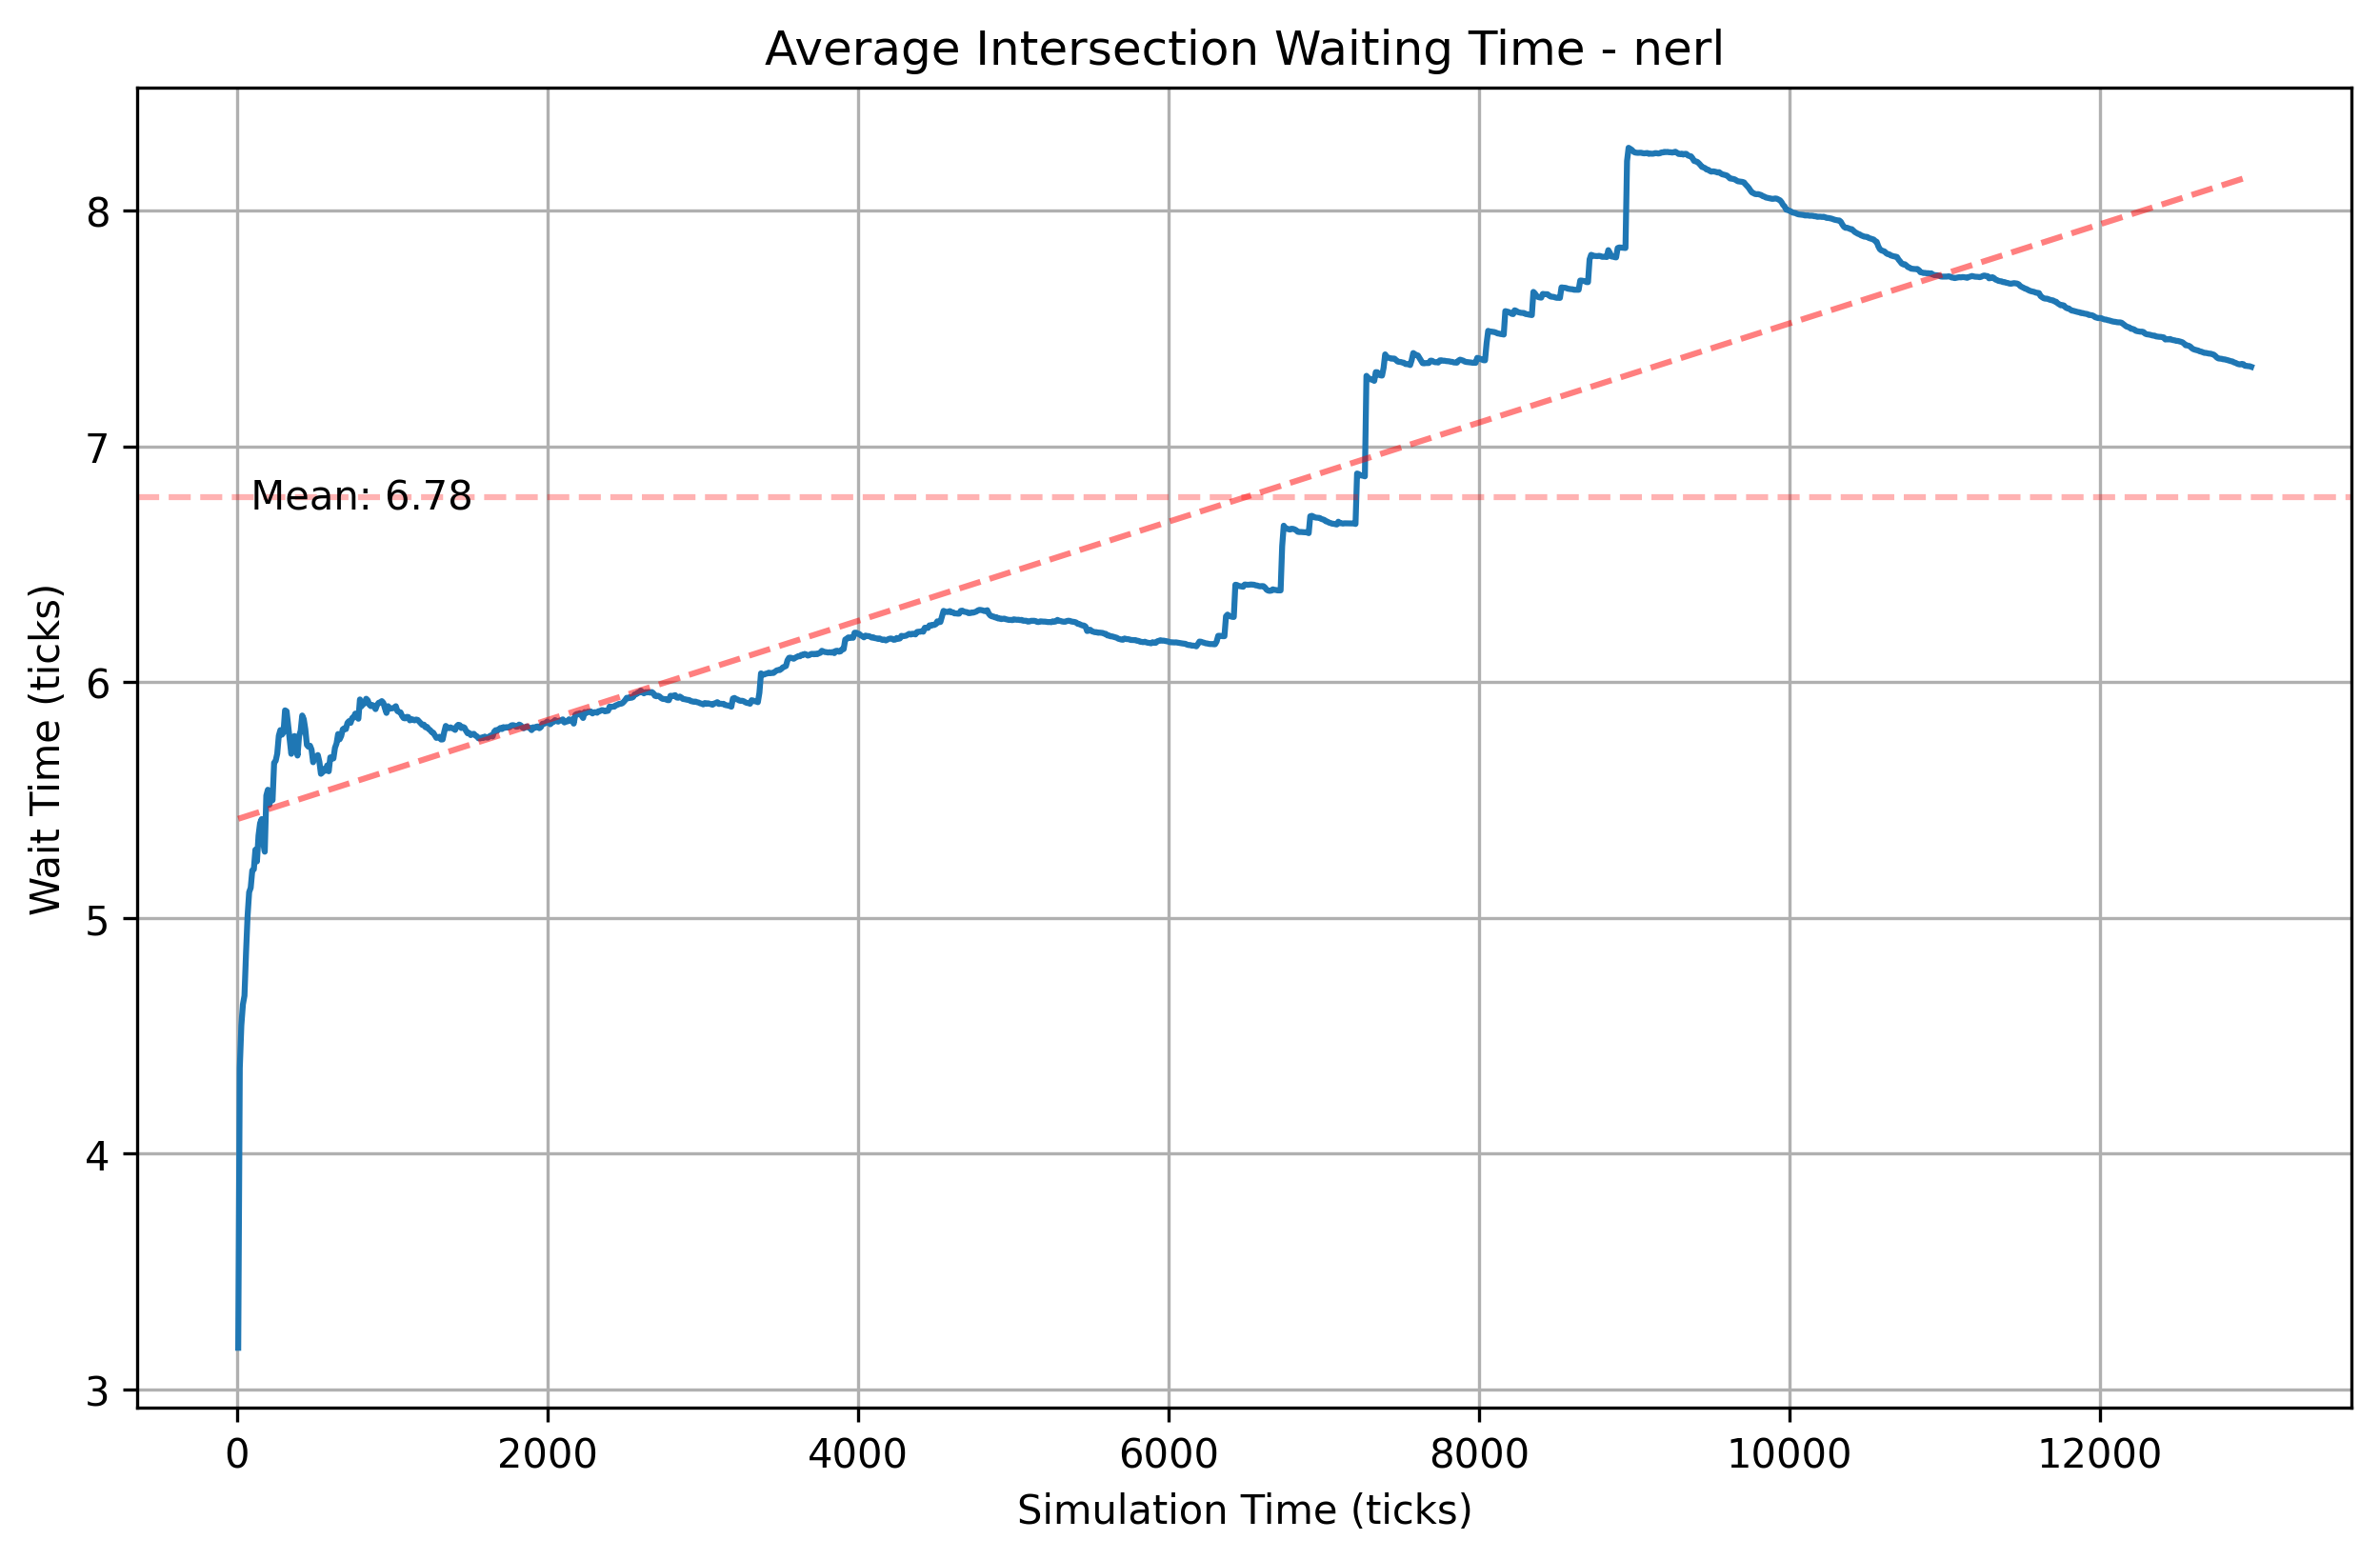 Average Intersection Waiting Time - nerl
8
7
Mean: 6.78
6
5
4
3
Wait Time (ticks)
0 2000 4000 6000 8000 10000 12000
Simulation Time (ticks)